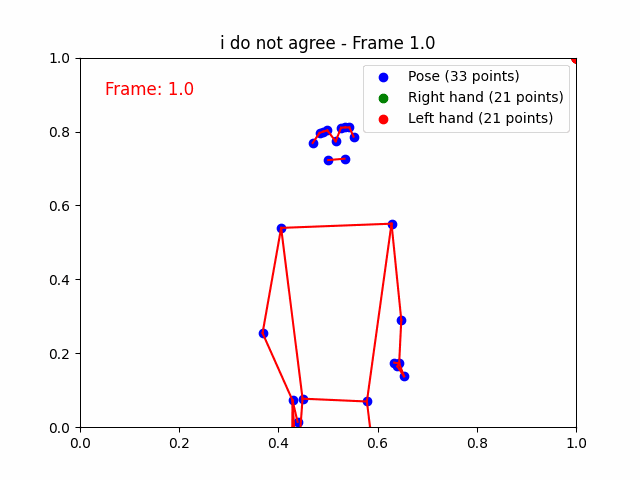 i do not agree - Frame 1.0
Frame: 1.0
Pose (33 points)
Right hand (21 points)
Left hand (21 points)
1.0
0.8
0.6
0.4
0.2
0.0
0.0 0.2 0.4 0.6 0.8 1.0